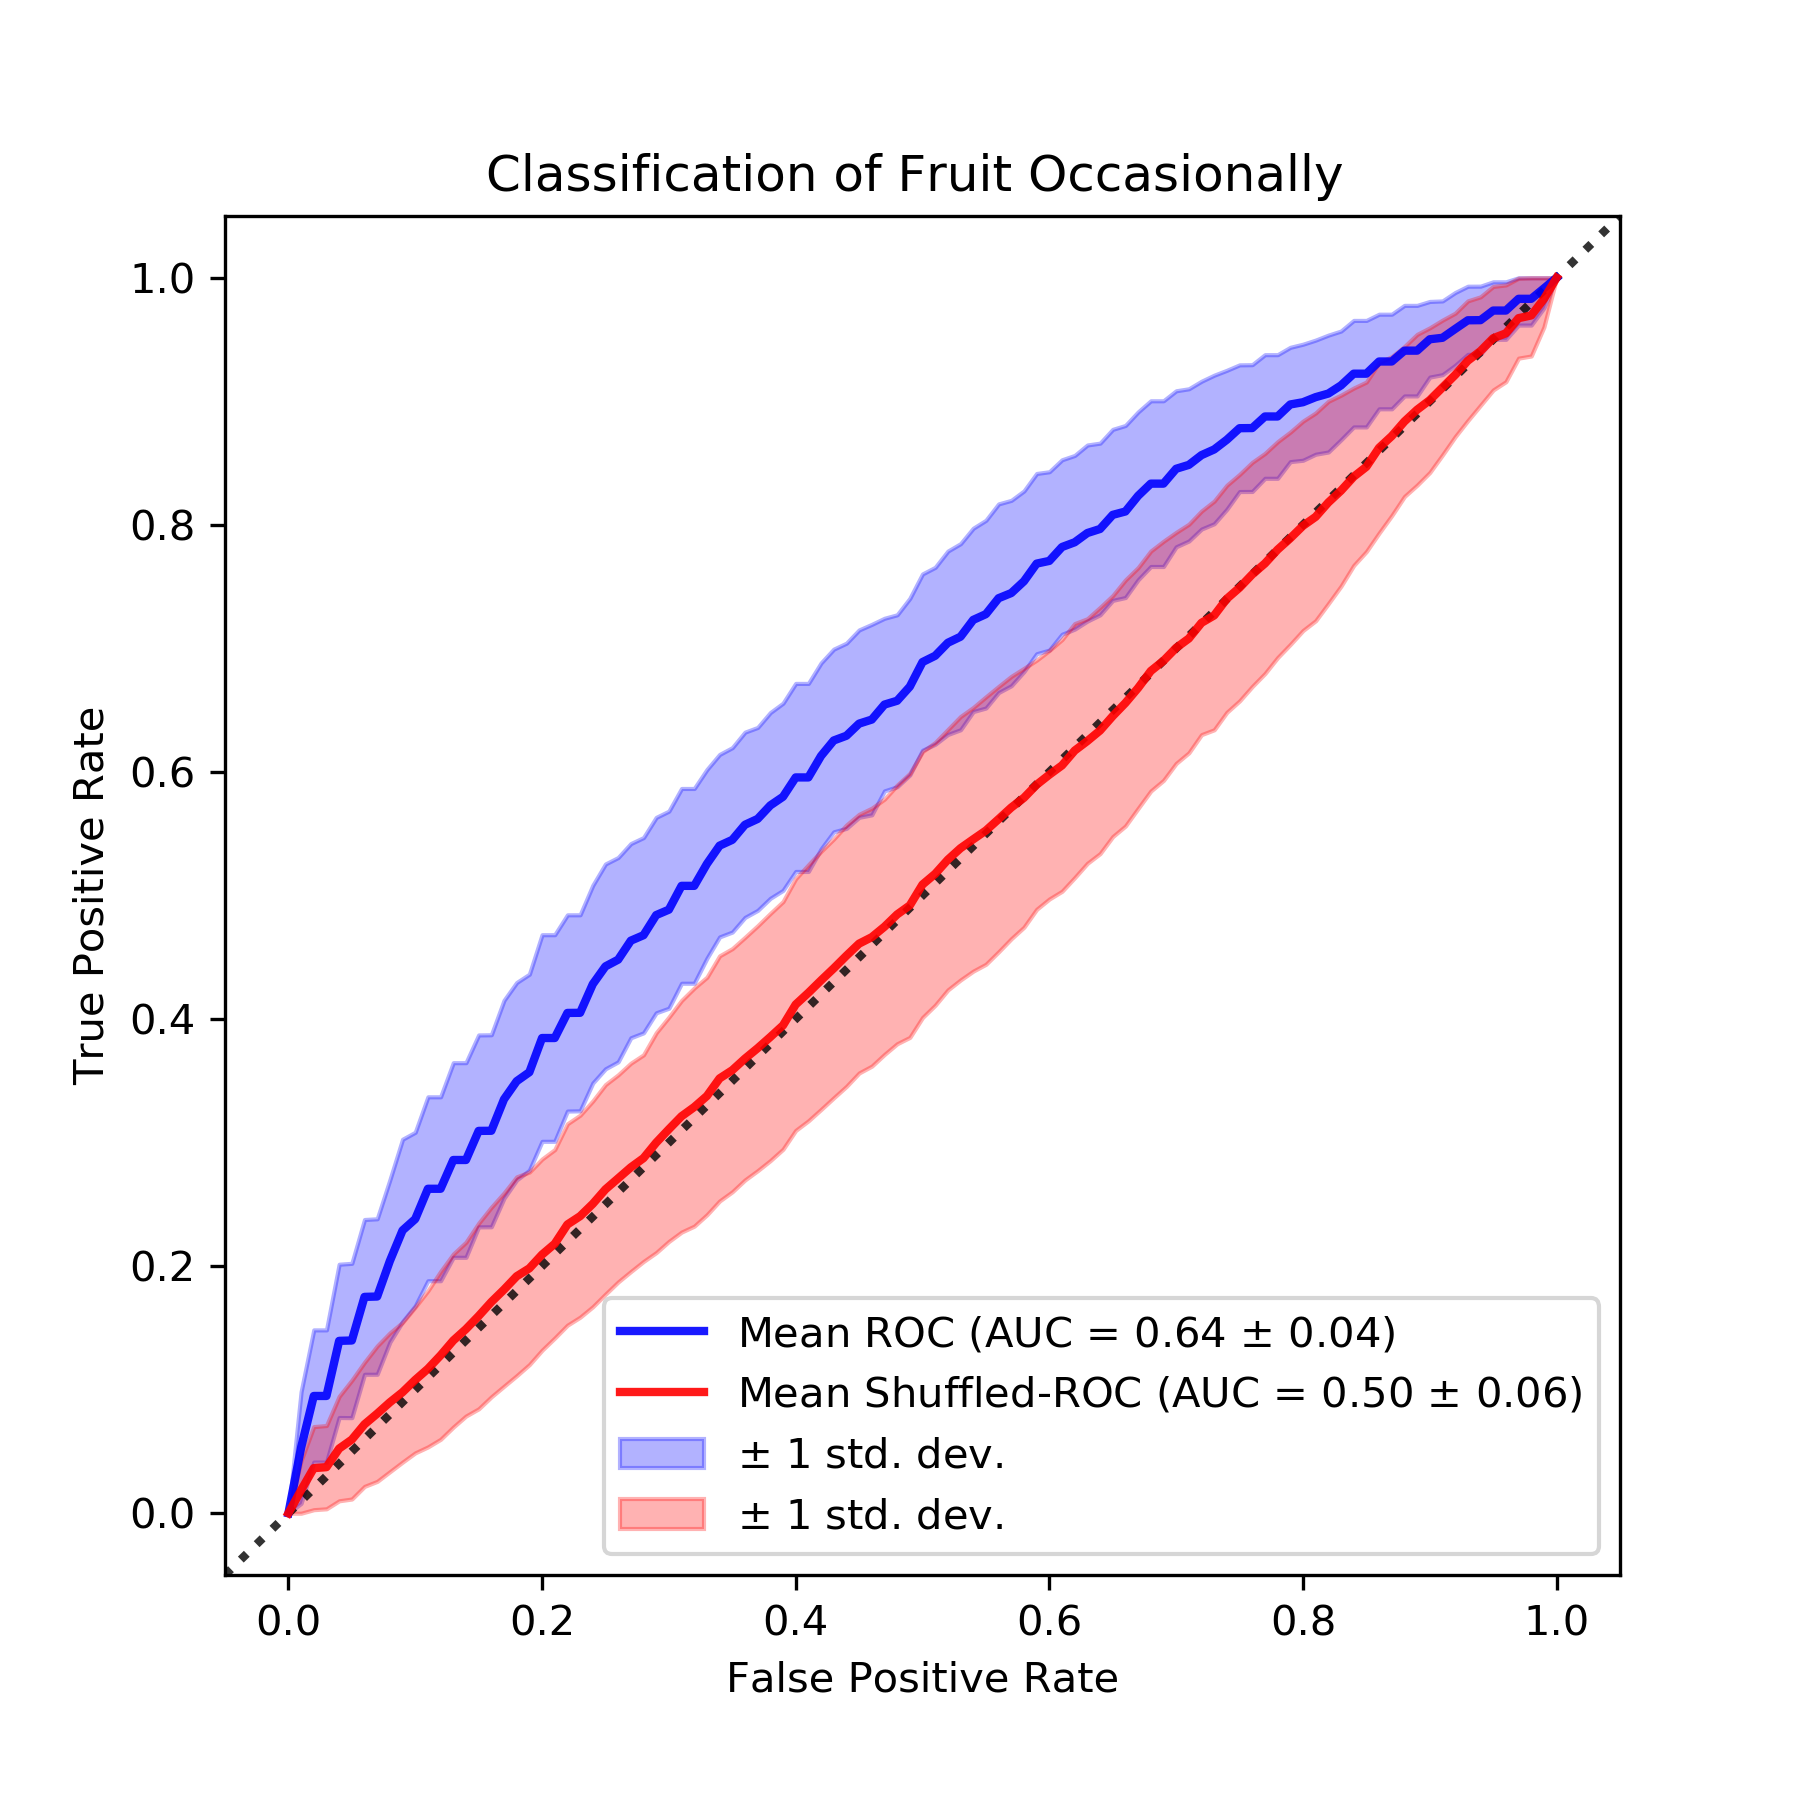 Classification of Fruit Occasionally
True Positive Rate
1.0
0.8
0.6
0.4
0.2
0.0
Mean ROC (AUC = 0.64 ± 0.04)
Mean Shuffled-ROC (AUC = 0.50 ± 0.06)
± 1 std. dev.
± 1 std. dev.
0.0 0.2 0.4 0.6 0.8 1.0
False Positive Rate